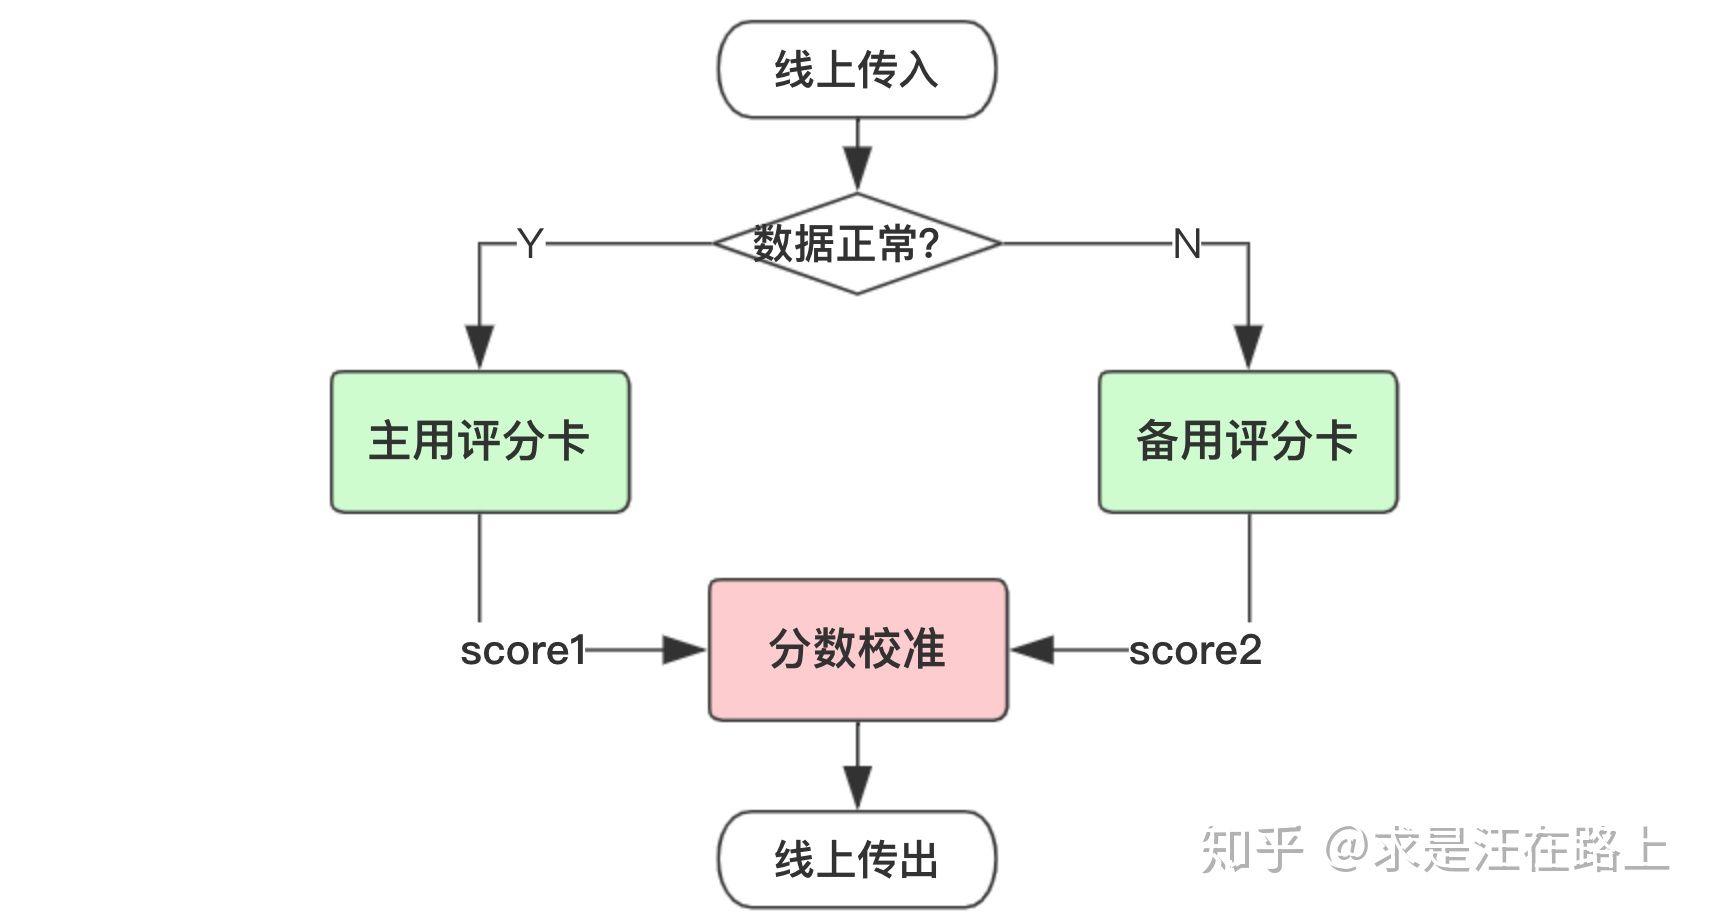 线上传入
数据正常?
Y
N
主用评分卡
备用评分卡
score1
分数校准
score2
线上传出
知乎 @求是汪在路上